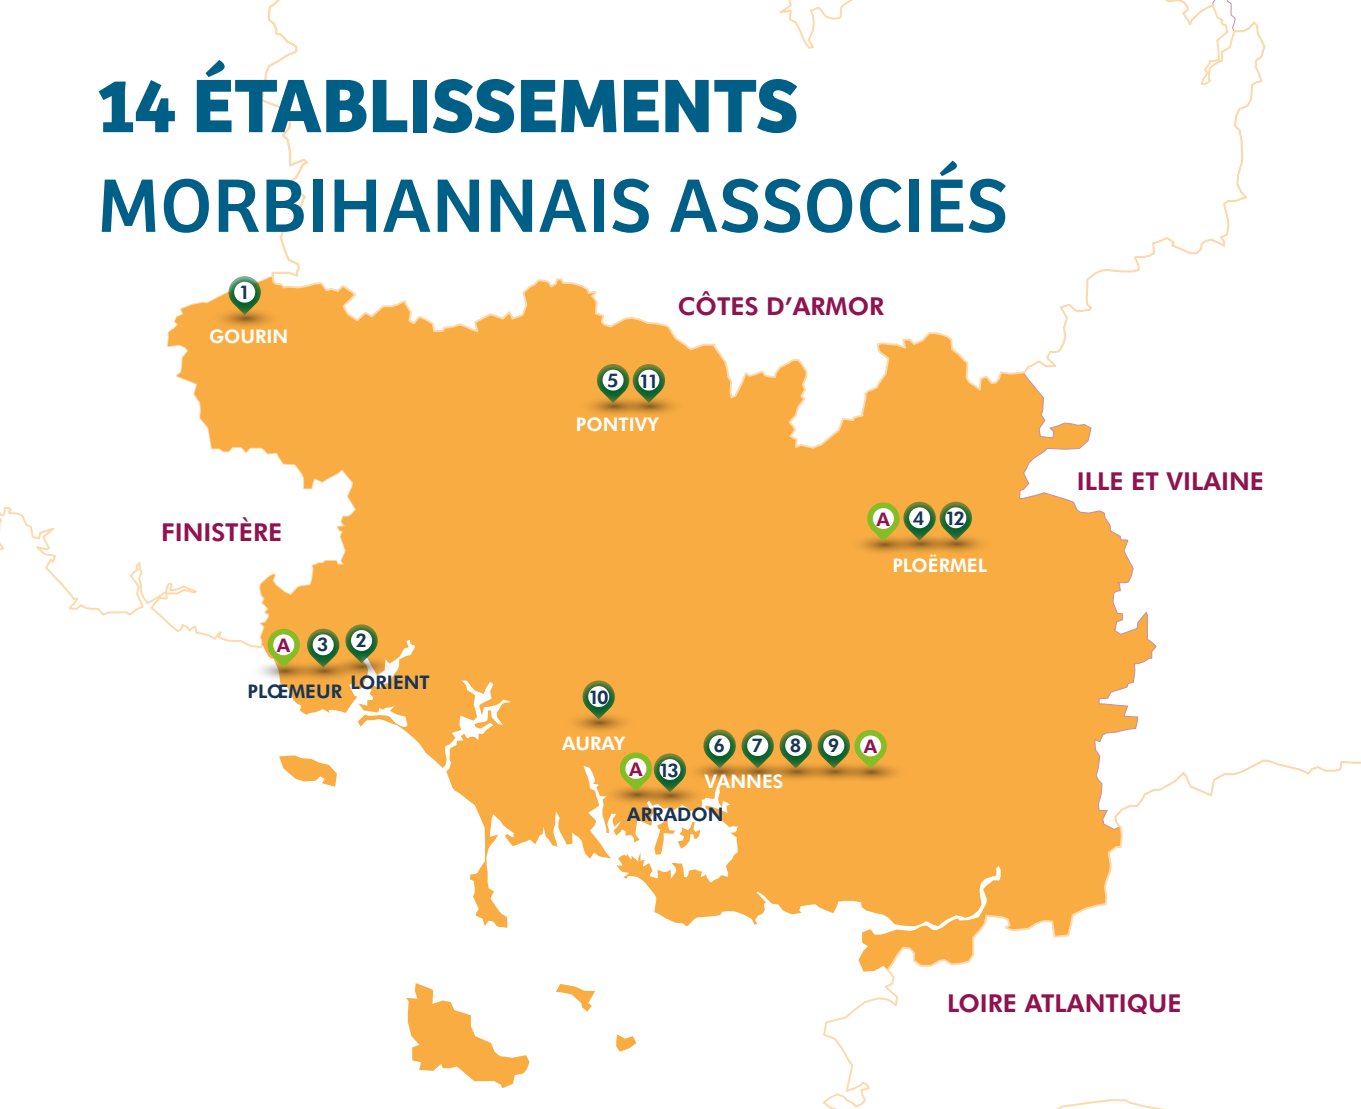 14 ÉTABLISSEMENTS
MORBIHANNAIS ASSOCIÉS
1
GOURIN
CÔTES D'ARMOR
5 11
PONTIVY
ILLE ET VILAINE
FINISTÈRE
A 4 12
PLOËRMEL
A 3 2
PLŒMEUR LORIENT
10
AURAY
6 7 8 9 A
VANNES
A 13
ARRADON
LOIRE ATLANTIQUE